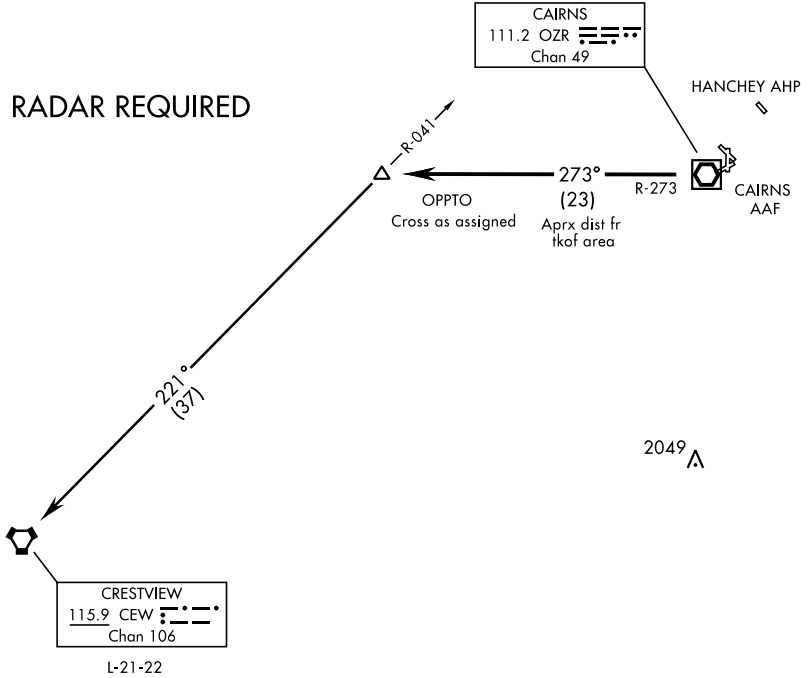 CAIRNS
111.2 OZR
Chan 49
RADAR REQUIRED
HANCHEY AHP
R-041
273°
R-273
(23)
OPPTO
Cross as assigned
Aprx dist fr
tkof area
CAIRNS
AAF
221°
(37)
2049
CRESTVIEW
115.9 CEW
Chan 106
L-21-22